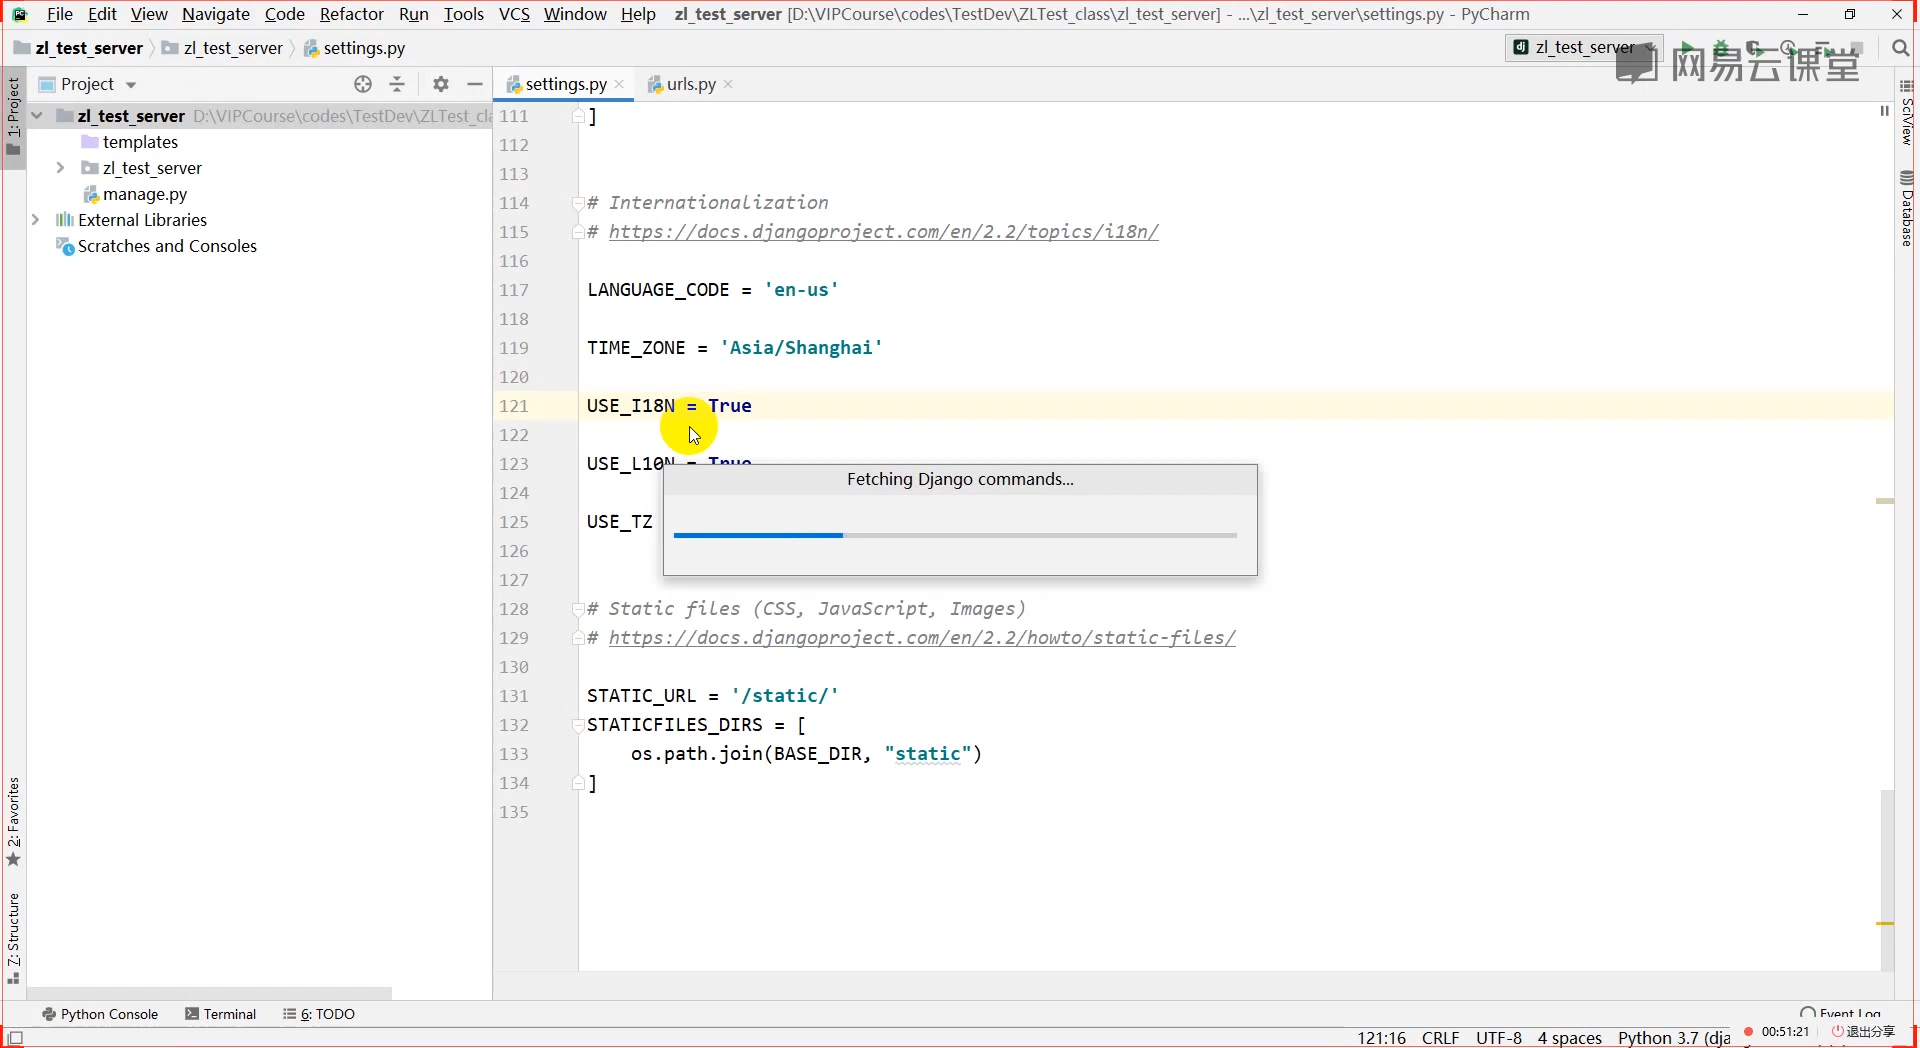 File Edit View Navigate Code Refactor Run Tools VCS Window Help zl_test_server [D:\VIPCourse\codes\TestDev\ZLTest_class\zl_test_server] - ...\zl_test_server\settings.py - PyCharm
zl_test_server zl_test_server settings.py zl_test_server
网易云课堂
Project settings.py urls.py
1: Project
SciView
Database
2: Favorites
7: Structure
zl_test_server D:\VIPCourse\codes\TestDev\ZLTest_cl
templates
zl_test_server
manage.py
External Libraries
Scratches and Consoles
111 ]
112
113
114 # Internationalization
115 # https://docs.djangoproject.com/en/2.2/topics/i18n/
116
117 LANGUAGE_CODE = 'en-us'
118
119 TIME_ZONE = 'Asia/Shanghai'
120
121 USE_I18N = True
122
123 USE_L10N = True
124
125 USE_TZ
126
127
128 # Static files (CSS, JavaScript, Images)
129 # https://docs.djangoproject.com/en/2.2/howto/static-files/
130
131 STATIC_URL = '/static/'
132 STATICFILES_DIRS = [
133 os.path.join(BASE_DIR, "static")
134 ]
135
Fetching Django commands...
Python Console Terminal 6: TODO Event Log
121:16 CRLF UTF-8 4 spaces Python 3.7 (dja
00:51:21 退出分享